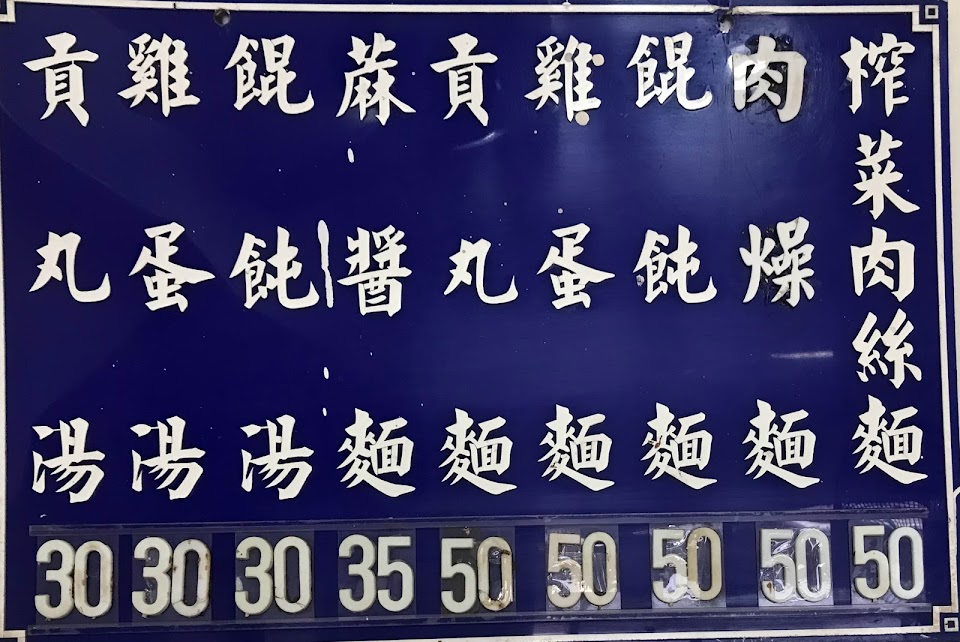 榨菜肉絲麵 50
肉燥麵 50
餛飩麵 50
雞蛋麵 50
貢丸麵 50
蔴醬麵 35
餛飩湯 30
雞蛋湯 30
貢丸湯 30